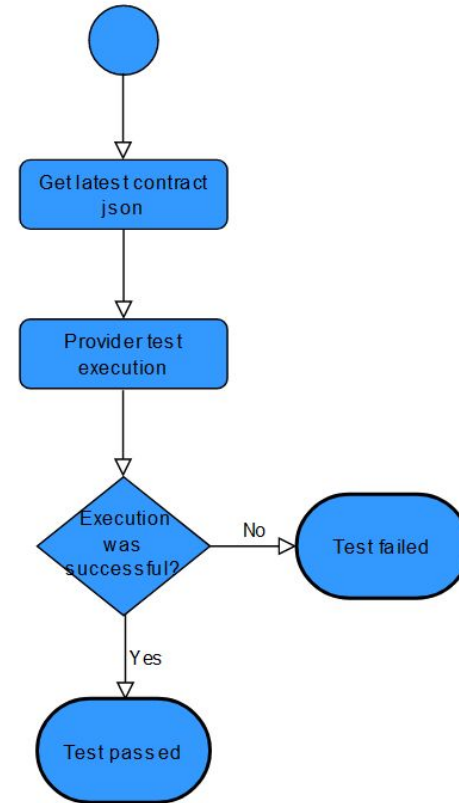 Get latest contract
json
Provider test
execution
Execution
was
successful?
No
Test failed
Yes
Test passed